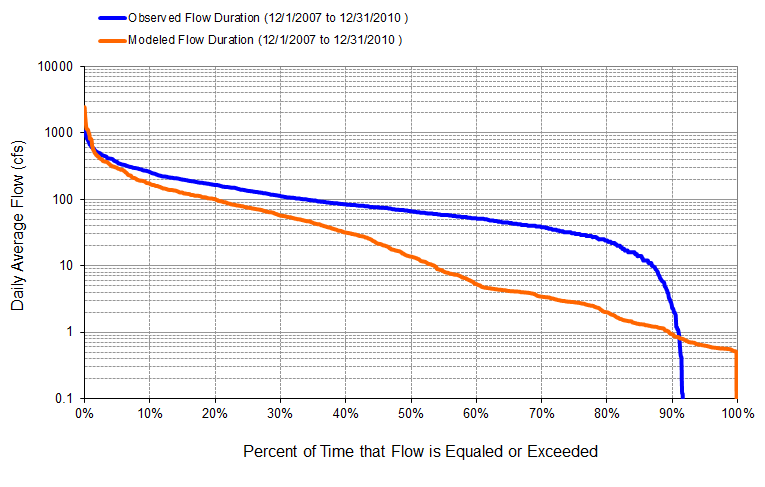 Observed Flow Duration (12/1/2007 to 12/31/2010 )
Modeled Flow Duration (12/1/2007 to 12/31/2010 )
10000
1000
100
10
1
0.1
Daily Average Flow (cfs)
0% 10% 20% 30% 40% 50% 60% 70% 80% 90% 100%
Percent of Time that Flow is Equaled or Exceeded